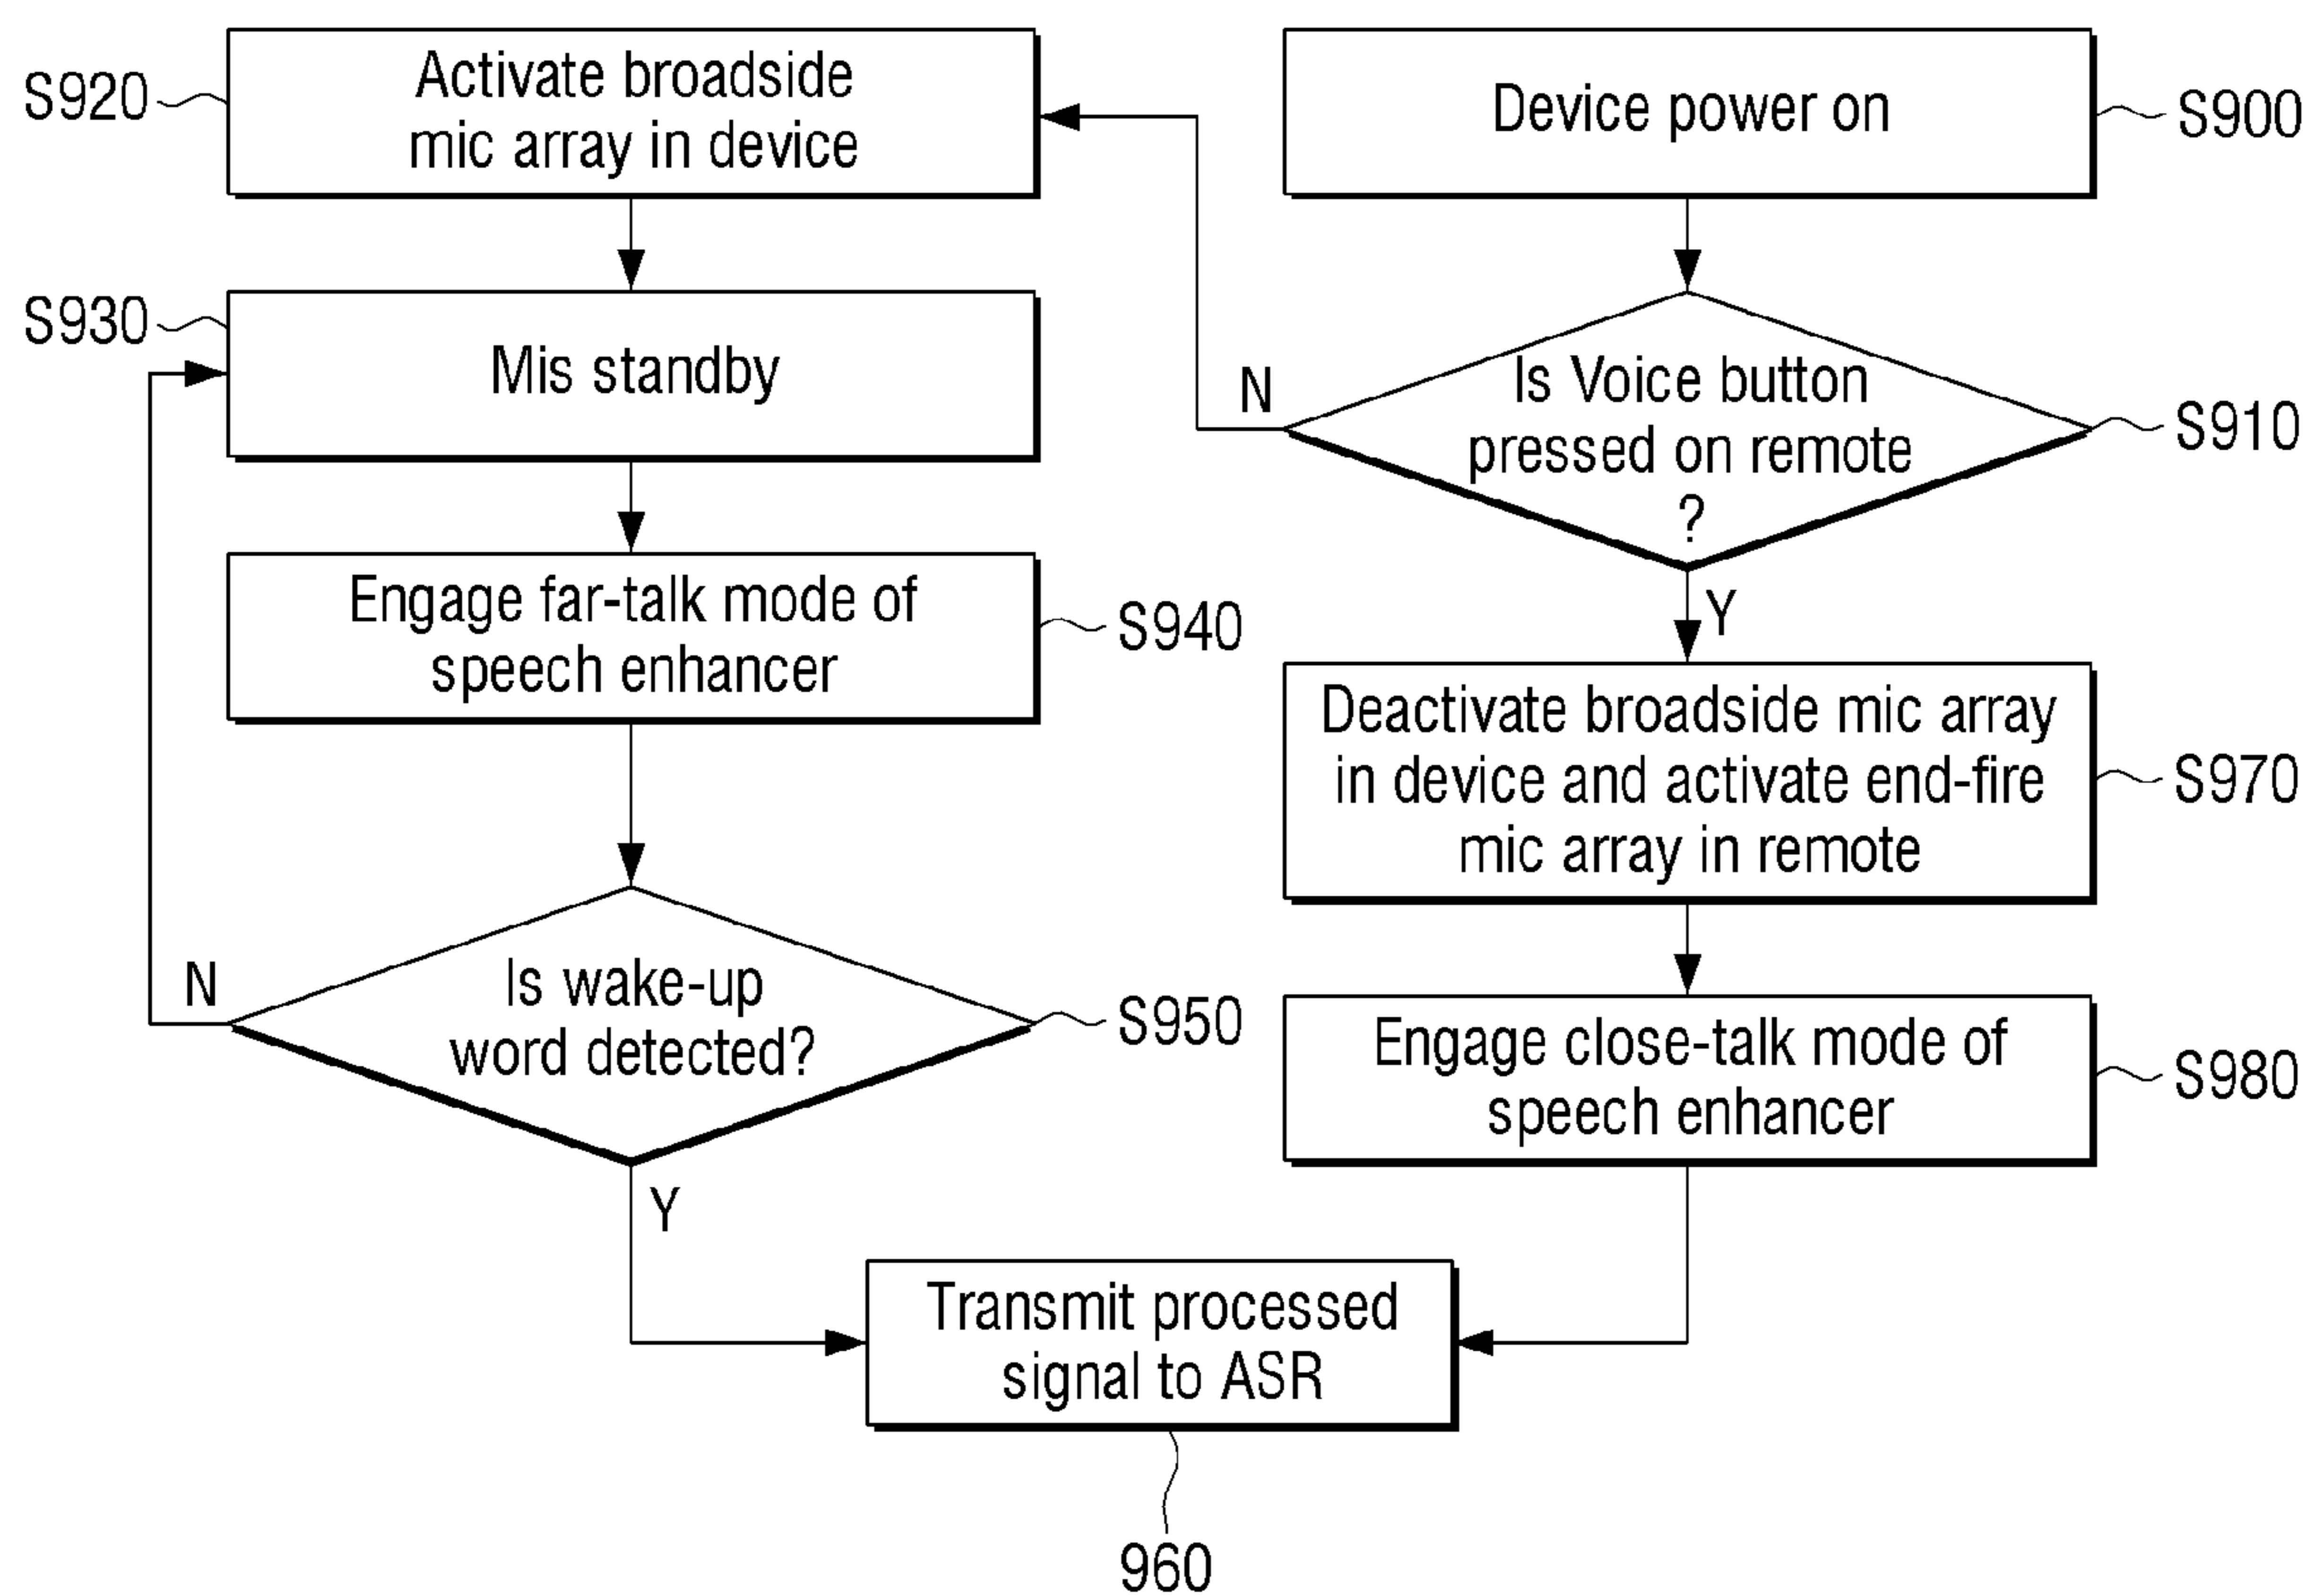 Device power on
S900
Is Voice button
pressed on remote
?
S910
N
Y
Activate broadside
mic array in device
S920
Mis standby
S930
Engage far-talk mode of
speech enhancer
S940
Is wake-up
word detected?
S950
N
Y
Transmit processed
signal to ASR
960
Deactivate broadside mic array
in device and activate end-fire
mic array in remote
S970
Engage close-talk mode of
speech enhancer
S980